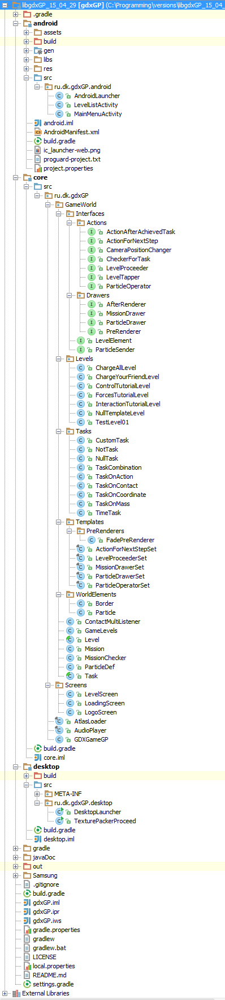 libgdxGP_15_04_29 [gdxGP] (C:\Programming\versions\libgdxGP_15_04_
.gradle
android
assets
build
gen
libs
res
src
ru.dk.gdxGP.android
AndroidLauncher
LevelListActivity
MainMenuActivity
android.iml
AndroidManifest.xml
build.gradle
ic_launcher-web.png
proguard-project.txt
project.properties
core
src
ru.dk.gdxGP
GameWorld
Interfaces
Actions
ActionAfterAchievedTask
ActionForNextStep
CameraPositionChanger
CheckerForTask
LevelProceeder
LevelTapper
ParticleOperator
Drawers
AfterRenderer
MissionDrawer
ParticleDrawer
PreRenderer
LevelElement
ParticleSender
Levels
ChargeAllLevel
ChargeYourFriendLevel
ControlTutorialLevel
ForcesTutorialLevel
InteractionTutorialLevel
NullTemplateLevel
TestLevel01
Tasks
CustomTask
NotTask
NullTask
TaskCombination
TaskOnAction
TaskOnContact
TaskOnCoordinate
TaskOnMass
TimeTask
Templates
PreRenderers
FadePreRenderer
ActionForNextStepSet
LevelProceederSet
MissionDrawerSet
ParticleDrawerSet
ParticleOperatorSet
WorldElements
Border
Particle
ContactMultiListener
GameLevels
Level
Mission
MissionChecker
ParticleDef
Task
Screens
LevelScreen
LoadingScreen
LogoScreen
AtlasLoader
AudioPlayer
GDXGameGP
build.gradle
core.iml
desktop
build
src
META-INF
ru.dk.gdxGP.desktop
DesktopLauncher
TexturePackerProceed
build.gradle
desktop.iml
gradle
javaDoc
out
Samsung
.gitignore
build.gradle
gdxGP.iml
gdxGP.ipr
gdxGP.iws
gradle.properties
gradlew
gradlew.bat
LICENSE
local.properties
README.md
settings.gradle
External Libraries